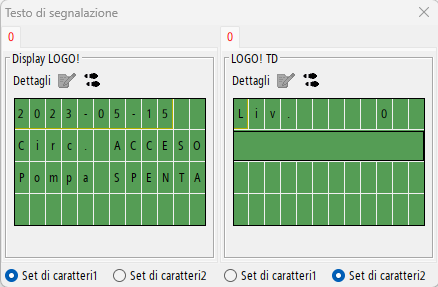 Testo di segnalazione
0
Display LOGO!
Dettagli
2023-05-15
Circ. ACCESO
Pompa SPENTA
Set di caratteri1
Set di caratteri2
0
LOGO! TD
Dettagli
Liv. 0
Set di caratteri1
Set di caratteri2